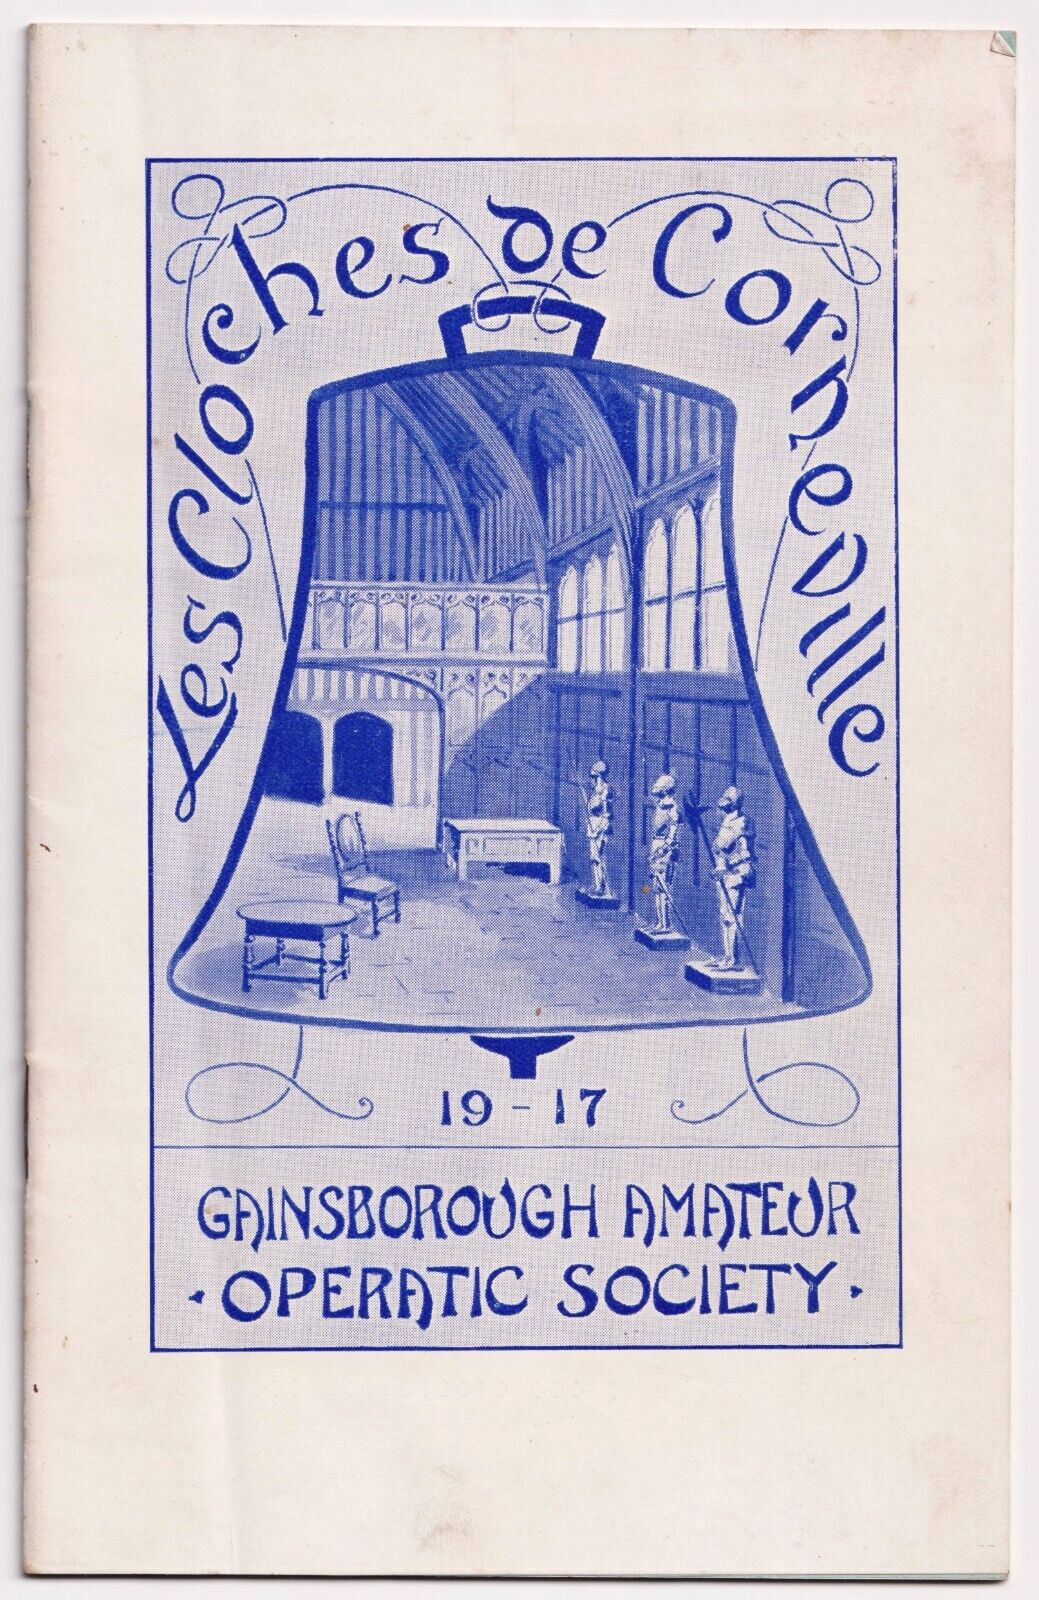 Les Cloches de Corneville
19-17
GAINSBOROUGH AMATEUR
· OPERATIC SOCIETY ·